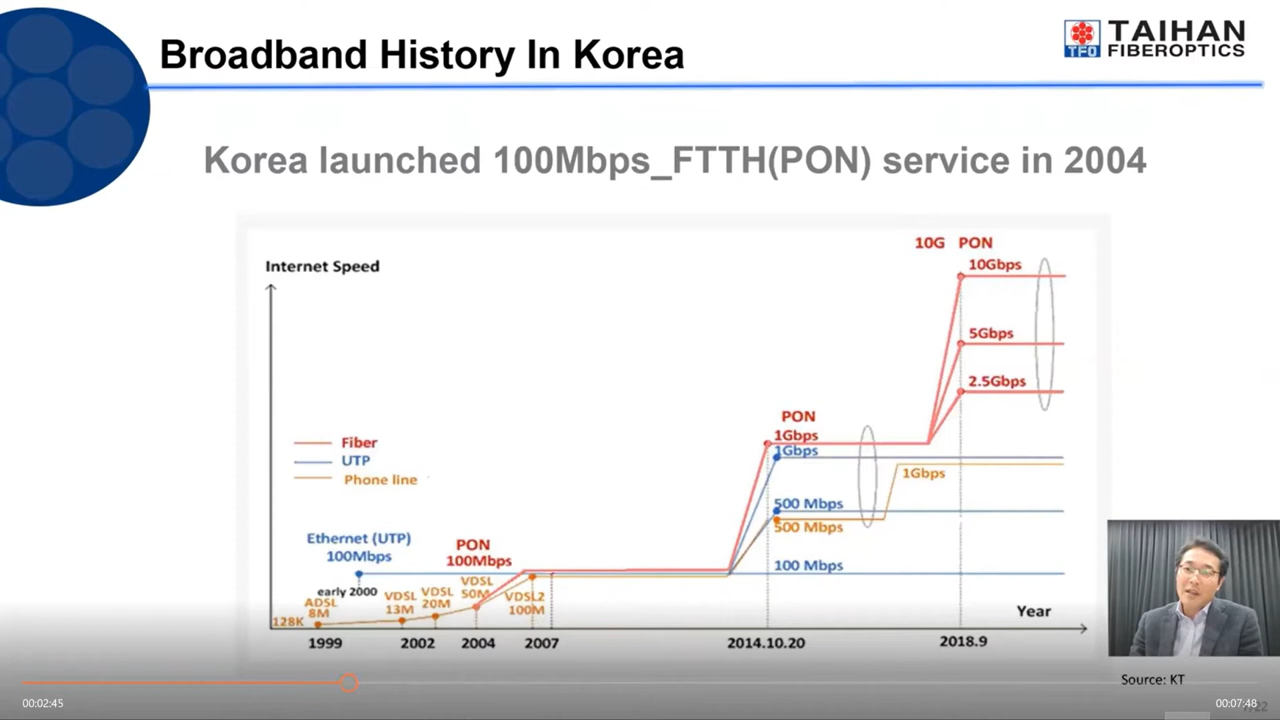 Broadband History In Korea
TFO
TAIHAN
FIBEROPTICS
Korea launched 100Mbps_FTTH(PON) service in 2004
10G PON
Internet Speed
10Gbps
5Gbps
2.5Gbps
PON
1Gbps
1Gbps
Fiber
UTP
Phone line
1Gbps
500 Mbps
500 Mbps
Ethernet (UTP)
100Mbps
PON
100Mbps
100 Mbps
early 2000
ADSL
8M
VDSL
13M
VDSL
20M
VDSL
50M
VDSL2
100M
128K
Year
1999
2002
2004
2007
2014.10.20
2018.9
Source: KT
00:02:45
00:07:48